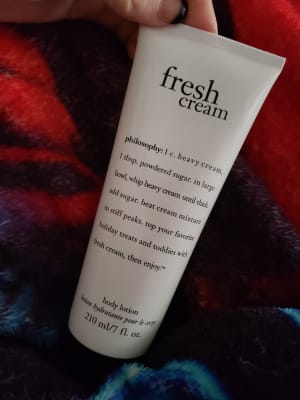 fresh
cream
philosophy: 1 c. heavy cream,
1 tbsp. powdered sugar. in large
bowl, whip heavy cream until thick.
add sugar. beat cream mixture
to stiff peaks. top your favorite
holiday treats and toddies with
fresh cream, then enjoy.™
body lotion
lotion hydratante pour le corps
210 ml/7 fl. oz.